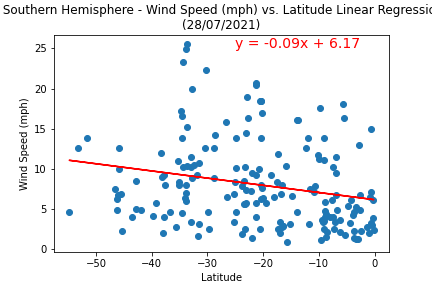 Southern Hemisphere - Wind Speed (mph) vs. Latitude Linear Regressio
(28/07/2021)
y = -0.09x + 6.17
25
20
15
10
5
0
Wind Speed (mph)
−50 −40 −30 −20 −10 0
Latitude